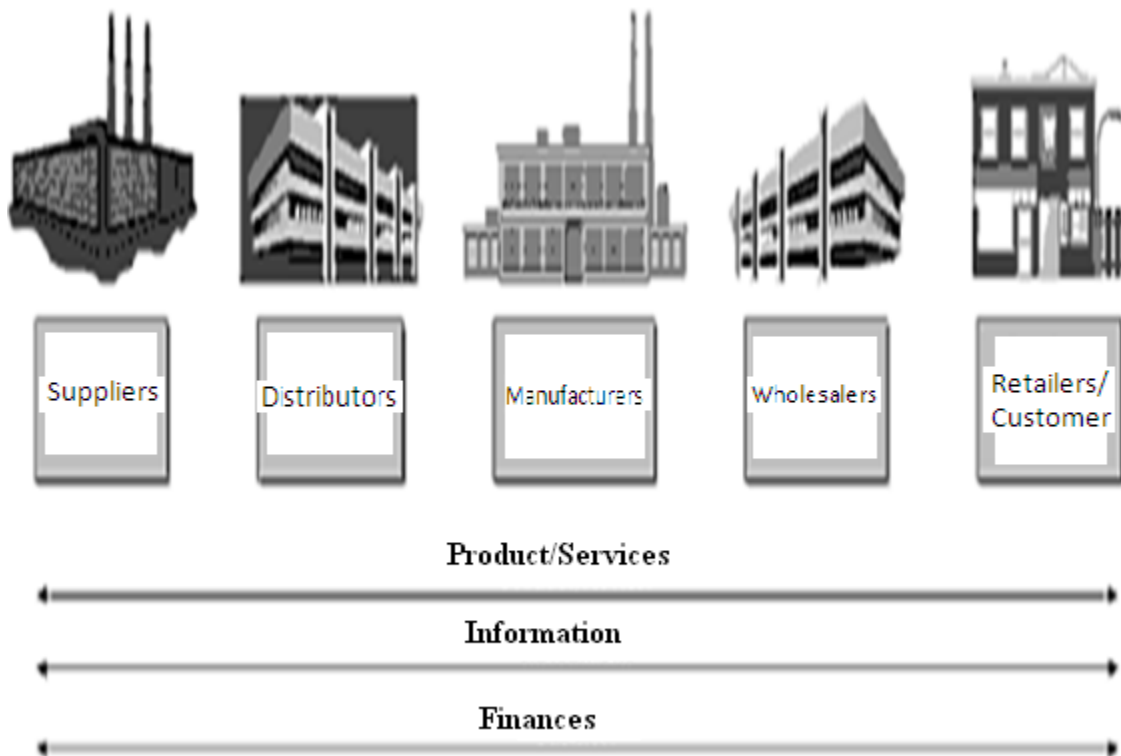 Suppliers
Distributors
Manufacturers
Wholesalers
Retailers/
Customer
Product/Services
Information
Finances